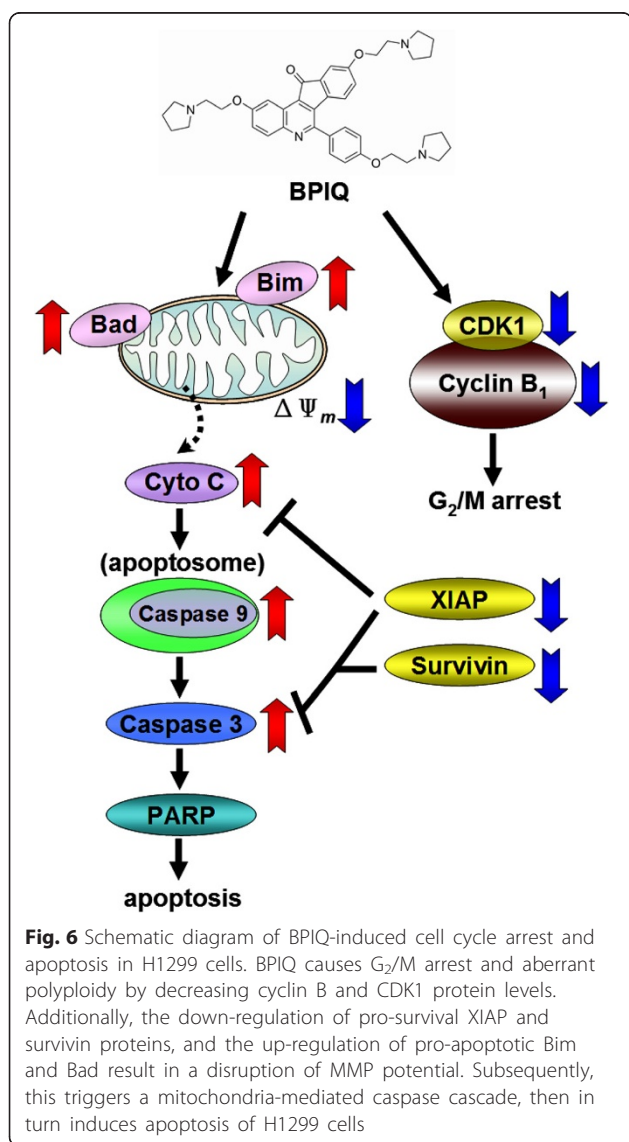 N
O
O
N
O
N
O
N
BPIQ
Bim
Bad
CDK1
Cyclin B₁
Δ Ψm
Cyto C
G₂/M arrest
(apoptosome)
Caspase 9
XIAP
Survivin
Caspase 3
PARP
apoptosis
Fig. 6 Schematic diagram of BPIQ-induced cell cycle arrest and
apoptosis in H1299 cells. BPIQ causes G₂/M arrest and aberrant
polyploidy by decreasing cyclin B and CDK1 protein levels.
Additionally, the down-regulation of pro-survival XIAP and
survivin proteins, and the up-regulation of pro-apoptotic Bim
and Bad result in a disruption of MMP potential. Subsequently,
this triggers a mitochondria-mediated caspase cascade, then in
turn induces apoptosis of H1299 cells